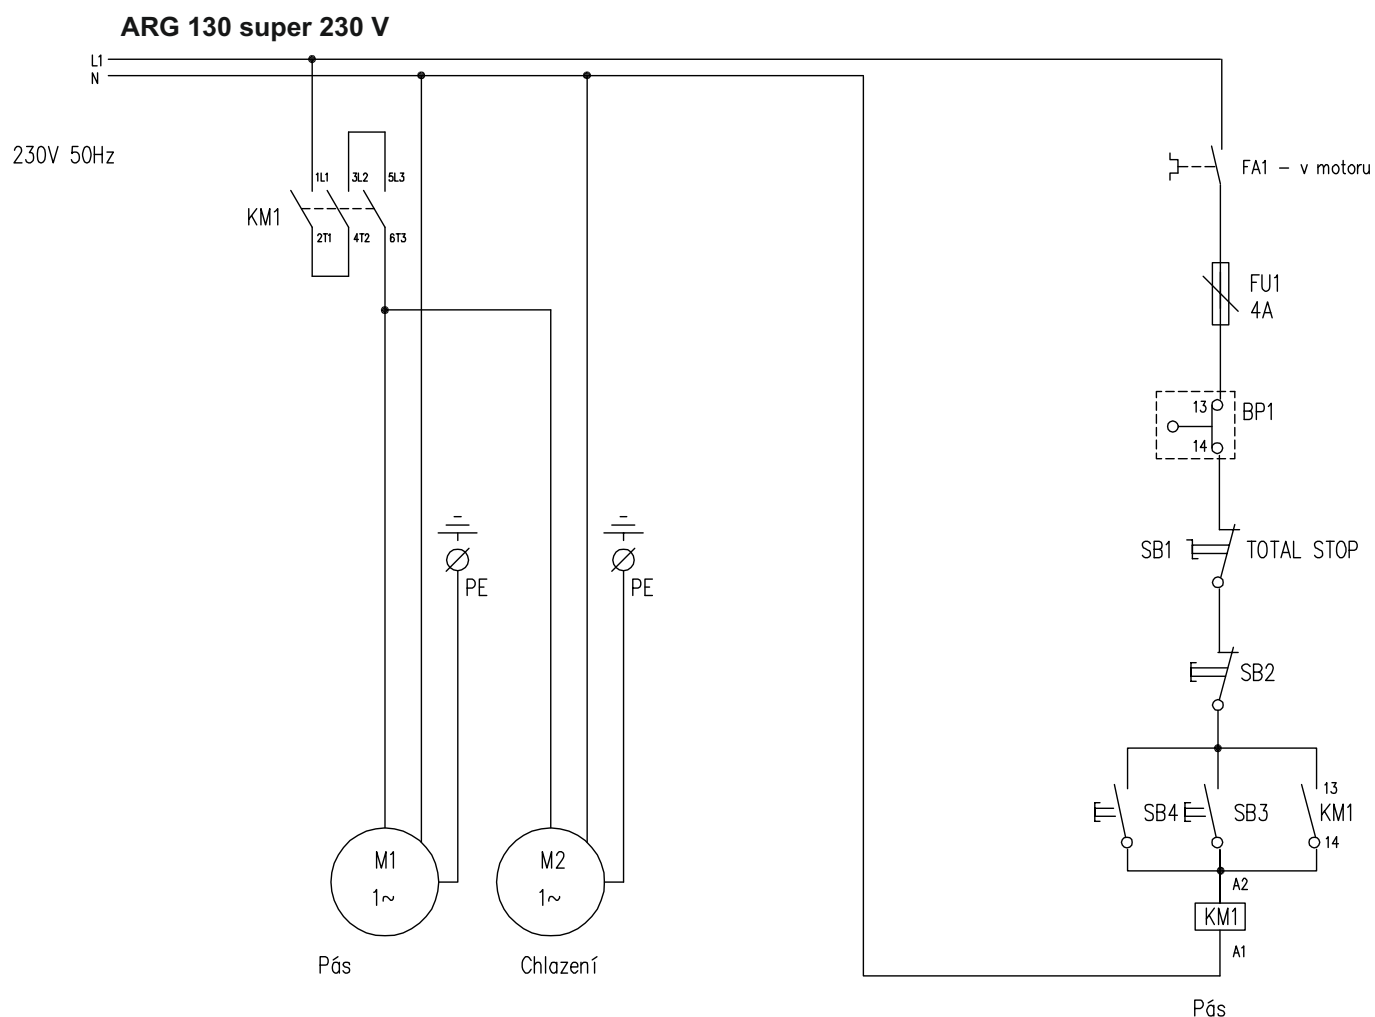 ARG 130 super 230 V
L1
N
230V 50Hz
1L1 3L2 5L3
KM1
2T1 4T2 6T3
FA1 – v motoru
FU1
4A
13
BP1
14
SB1 TOTAL STOP
PE PE
SB2
13
SB4 SB3 KM1
14
M1 M2
1~ 1~
A2
KM1
A1
Pás Chlazení
Pás